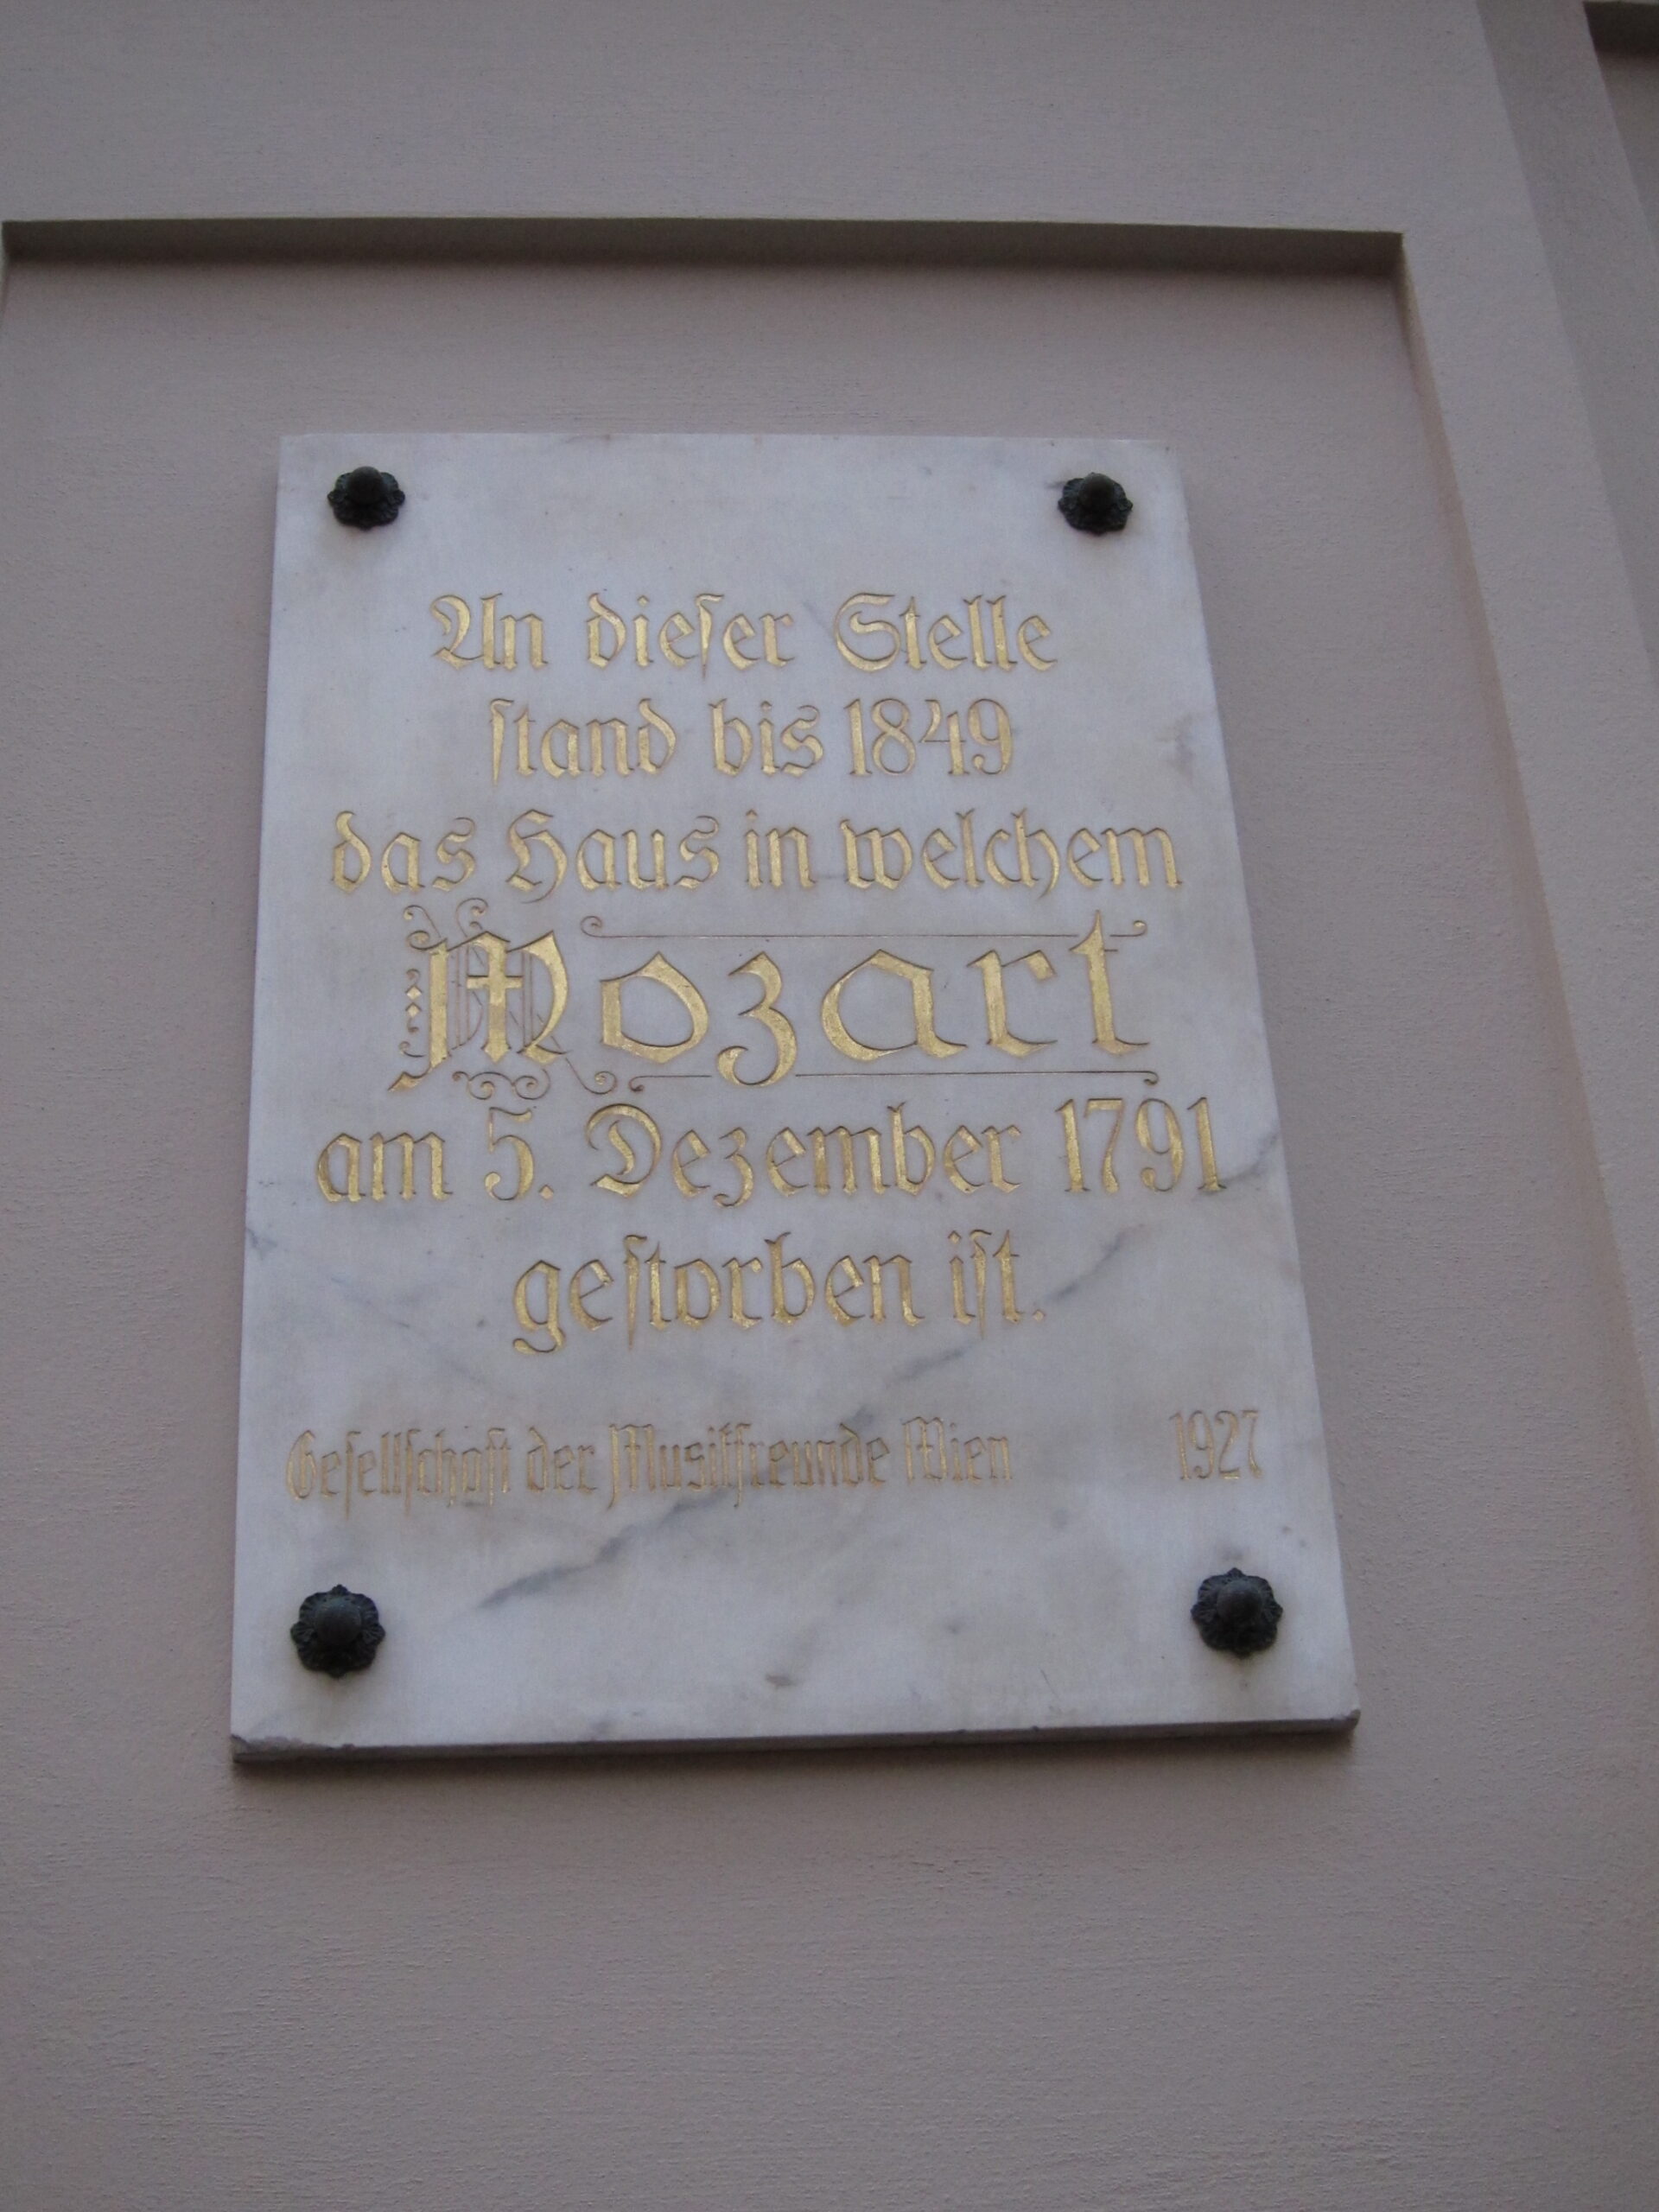 An dieſer Stelle
ſtand bis 1849
das Haus in welchem
Mozart
am 5. Dezember 1791
geſtorben iſt.
Geſellſchaft der Muſikfreunde Wien 1927